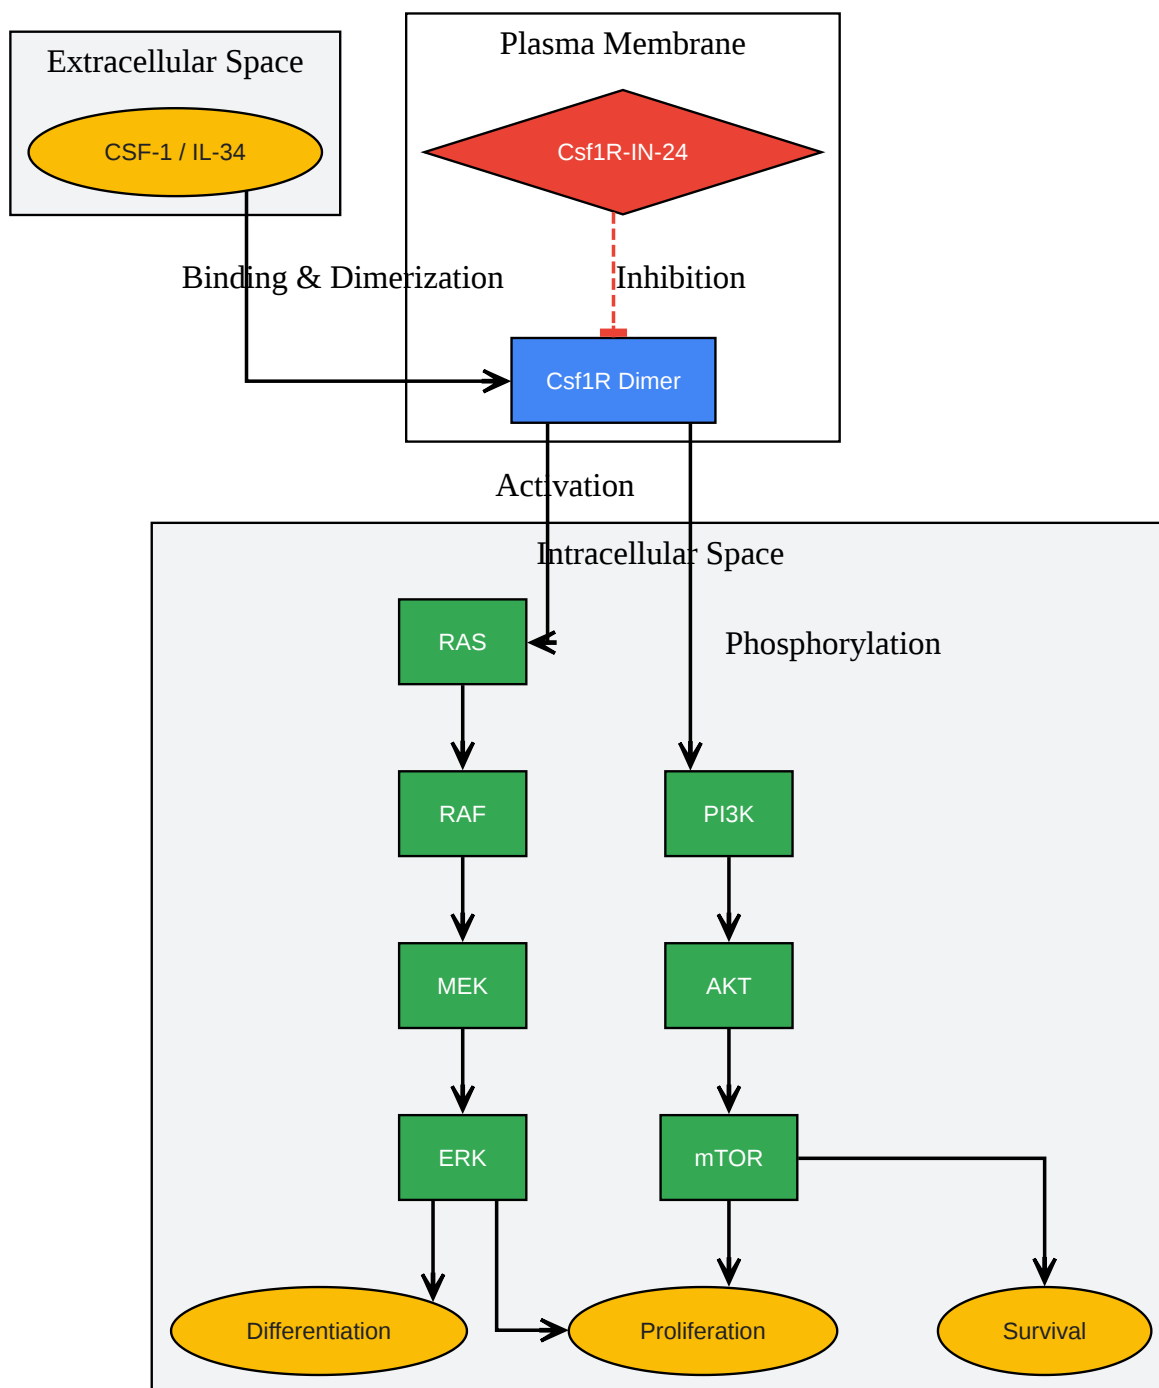 Plasma Membrane
Extracellular Space
CSF-1 / IL-34
Csf1R-IN-24
Binding & Dimerization
Inhibition
Csf1R Dimer
Activation
Intracellular Space
RAS
Phosphorylation
RAF
PI3K
MEK
AKT
ERK
mTOR
Differentiation
Proliferation
Survival